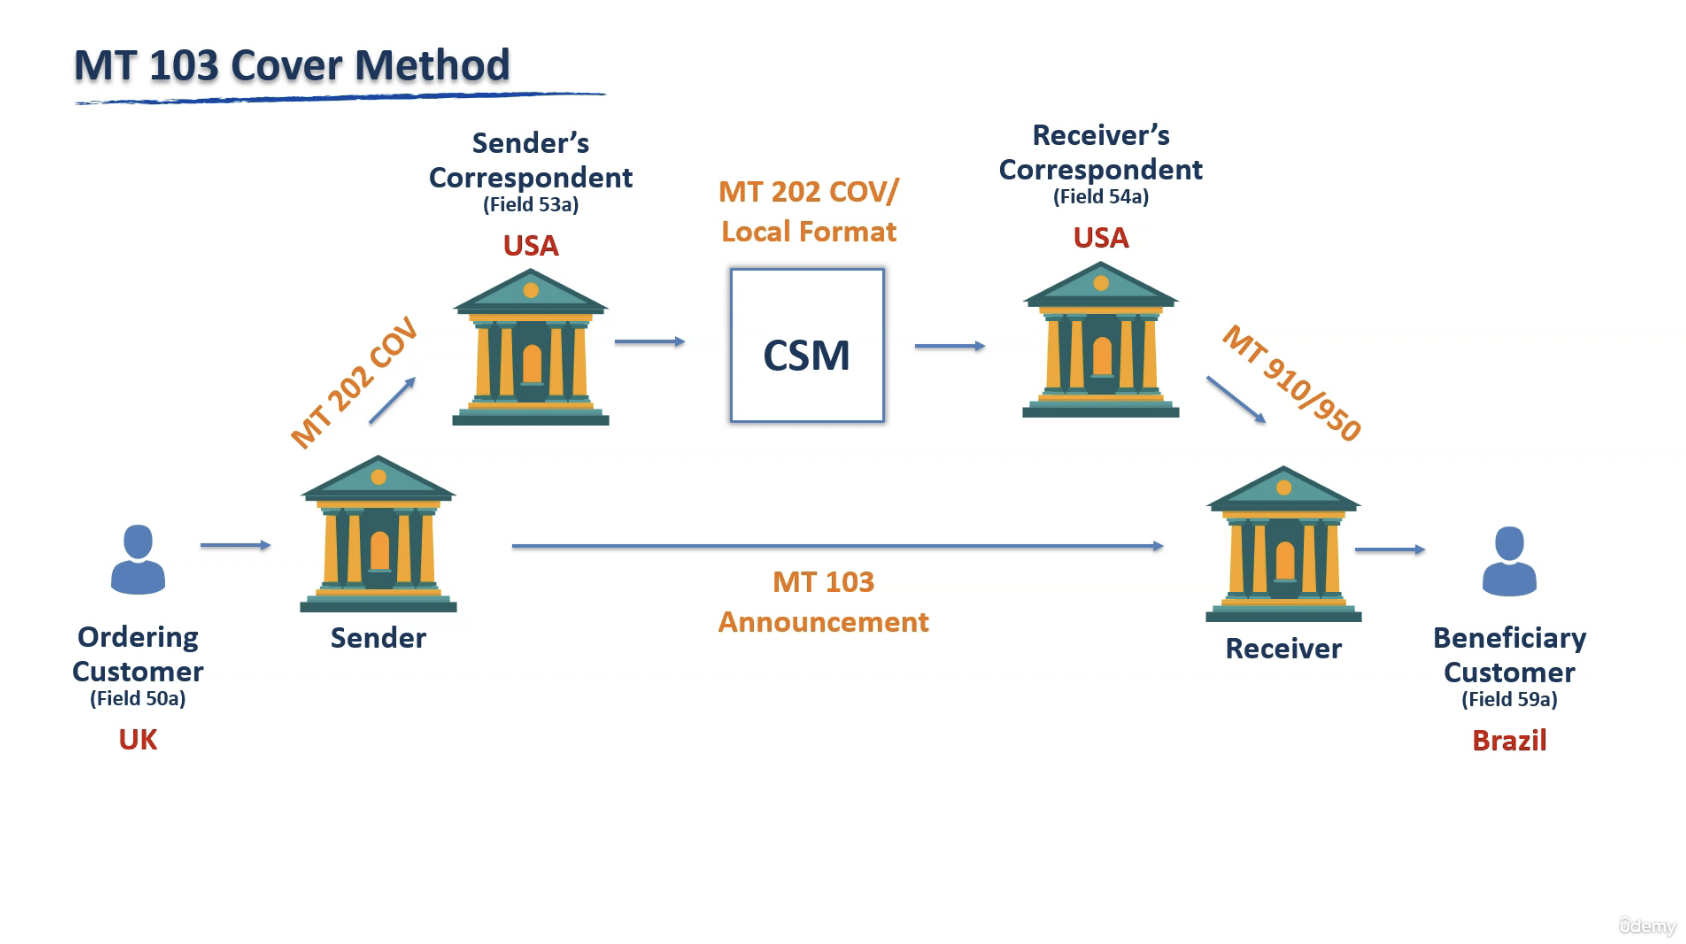 MT 103 Cover Method
Sender’s
Correspondent
(Field 53a)
USA
MT 202 COV/
Local Format
Receiver’s
Correspondent
(Field 54a)
USA
MT 202 COV
CSM
MT 910/950
MT 103
Announcement
Ordering
Customer
(Field 50a)
UK
Sender
Receiver
Beneficiary
Customer
(Field 59a)
Brazil
ûdemy